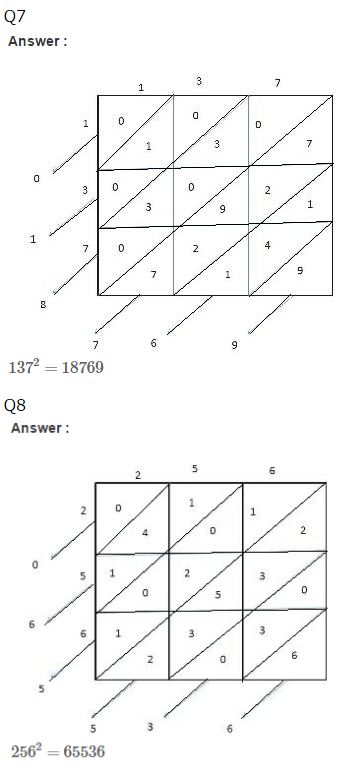 Q7
Answer :
1 3 7
1 0 0 0
1 3 7
0
3 0 0 2
3 9 1
1
7 0 2 4
7 1 9
8
7 6 9
137² = 18769
Q8
Answer :
2 5 6
2 0 1 1
4 0 2
0
5 1 2 3
0 5 0
6
6 1 3 3
2 0 6
5
5 3 6
256² = 65536